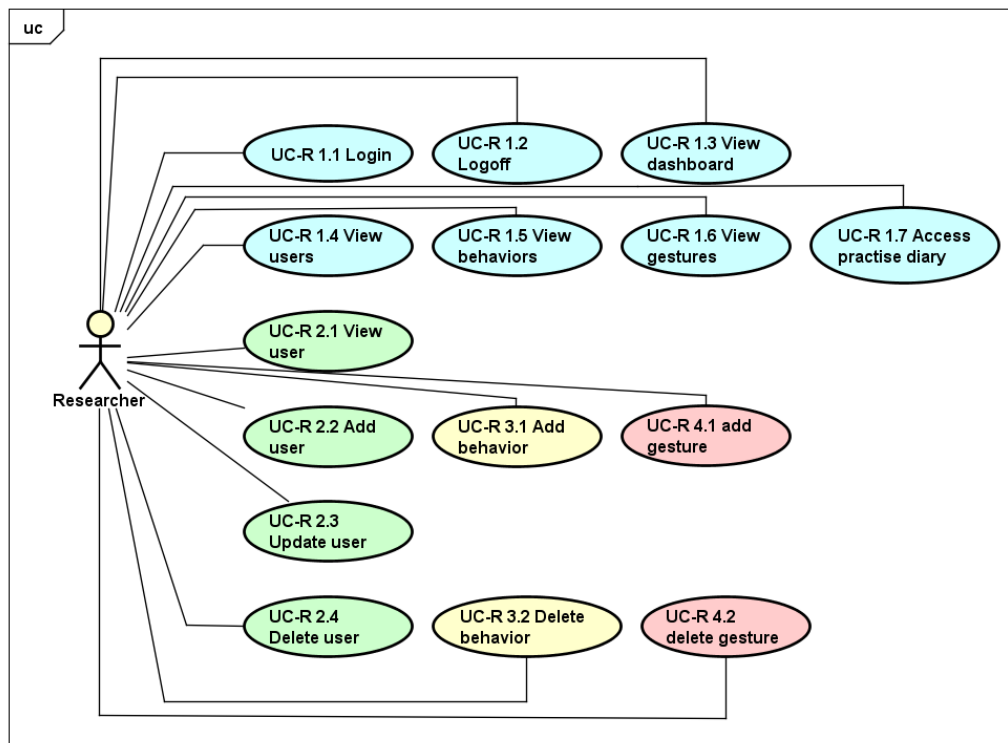 uc
UC-R 1.1 Login
UC-R 1.2
Logoff
UC-R 1.3 View
dashboard
UC-R 1.4 View
users
UC-R 1.5 View
behaviors
UC-R 1.6 View
gestures
UC-R 1.7 Access
practise diary
UC-R 2.1 View
user
Researcher
UC-R 2.2 Add
user
UC-R 3.1 Add
behavior
UC-R 4.1 add
gesture
UC-R 2.3
Update user
UC-R 2.4
Delete user
UC-R 3.2 Delete
behavior
UC-R 4.2
delete gesture